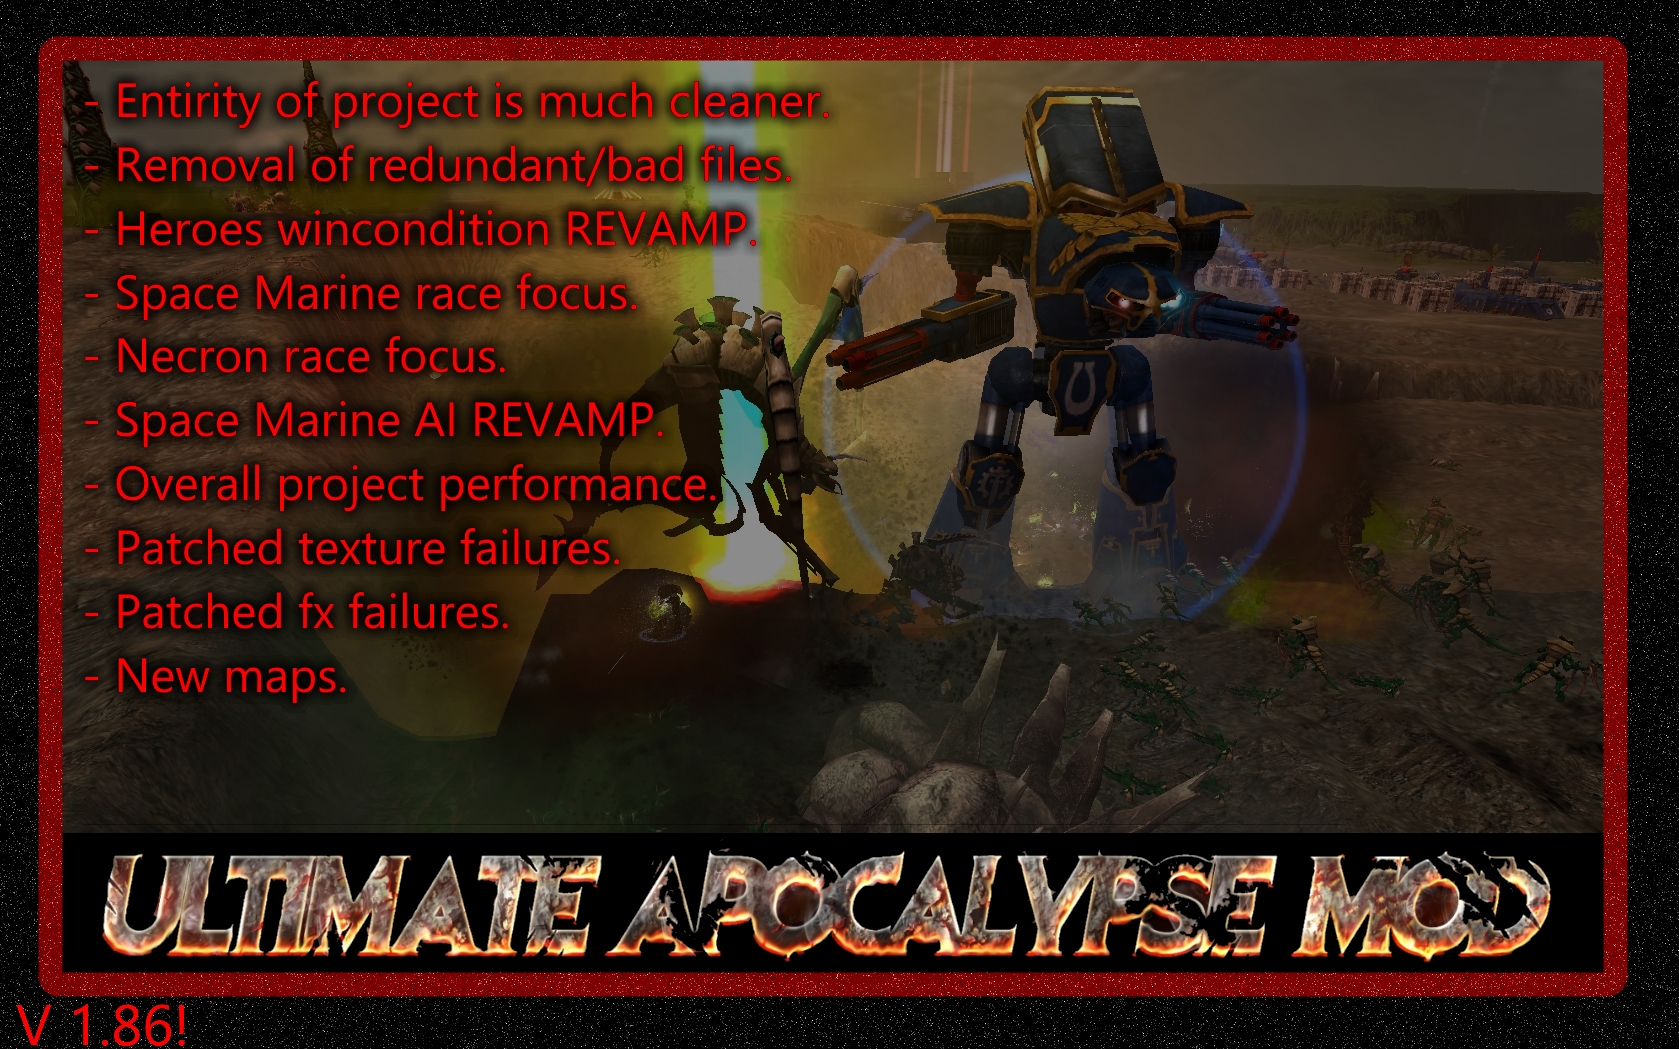 - Entirity of project is much cleaner.
- Removal of redundant/bad files.
- Heroes wincondition REVAMP.
- Space Marine race focus.
- Necron race focus.
- Space Marine AI REVAMP.
- Overall project performance.
- Patched texture failures.
- Patched fx failures.
- New maps.
ULTIMATE APOCALYPSE MOD
V 1.86!